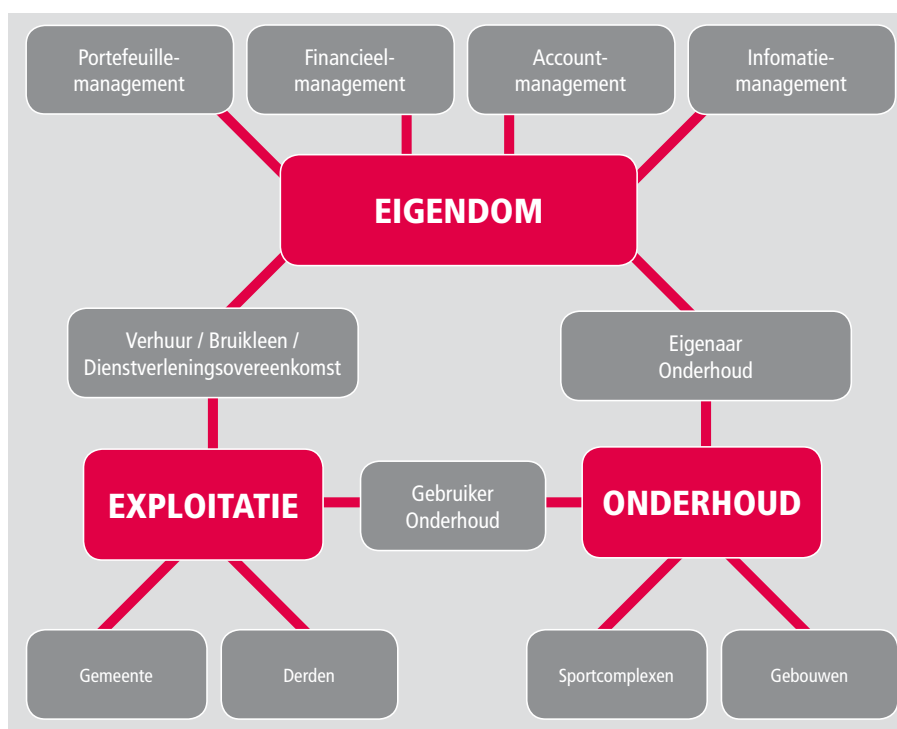 Portefeuille-
management
Financieel-
management
Account-
management
Infomatie-
management
EIGENDOM
Verhuur / Bruikleen /
Dienstverleningsovereenkomst
Eigenaar
Onderhoud
EXPLOITATIE
Gebruiker
Onderhoud
ONDERHOUD
Gemeente
Derden
Sportcomplexen
Gebouwen